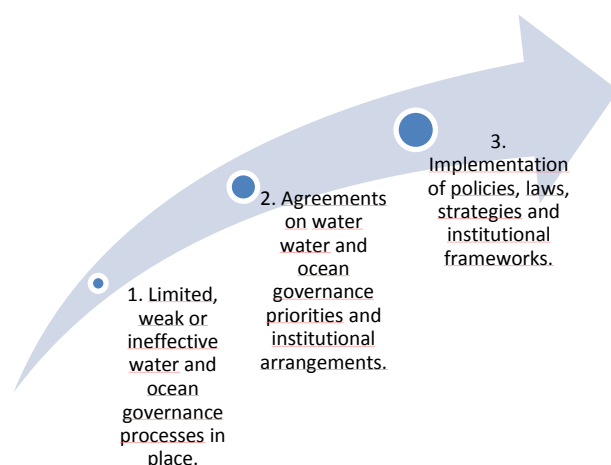 1. Limited,
weak or
ineffective
water and
ocean
governance
processes in
place.
2. Agreements
on water
water and
ocean
governance
priorities and
institutional
arrangements.
3.
Implementation
of policies, laws,
strategies and
institutional
frameworks.